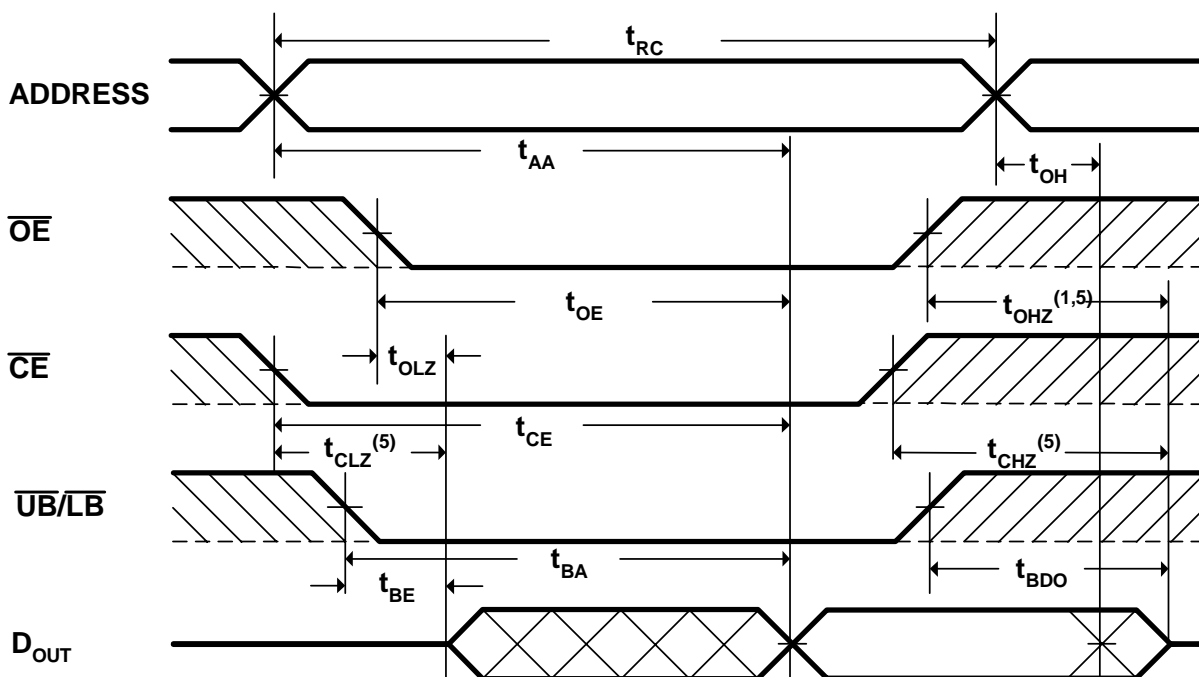 tRC
ADDRESS
tAA
tOH
OE
tOE
tOHZ(1,5)
CE
tOLZ
tCE
tCLZ(5)
tCHZ(5)
UB/LB
tBA
tBE
tBDO
DOUT